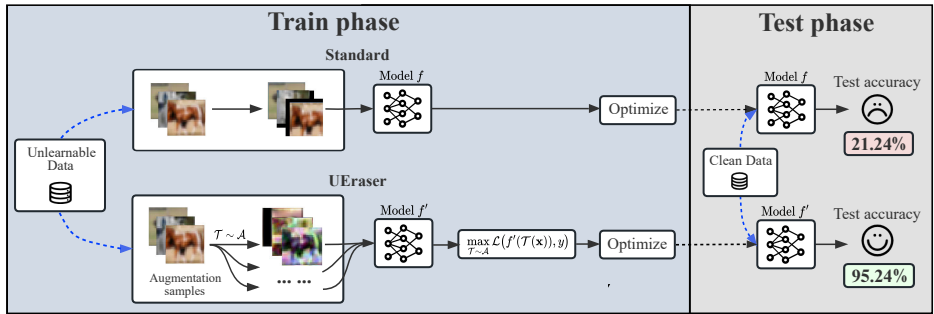 Train phase
Test phase
Standard
Model f
Optimize
Model f
Test accuracy
21.24%
Unlearnable
Data
Clean Data
UEraser
𝒯 ∼ 𝒜
Augmentation
samples
... ...
Model f′
max ℒ(f′(𝒯(x)), y)
𝒯∼𝒜
Optimize
Model f′
Test accuracy
95.24%